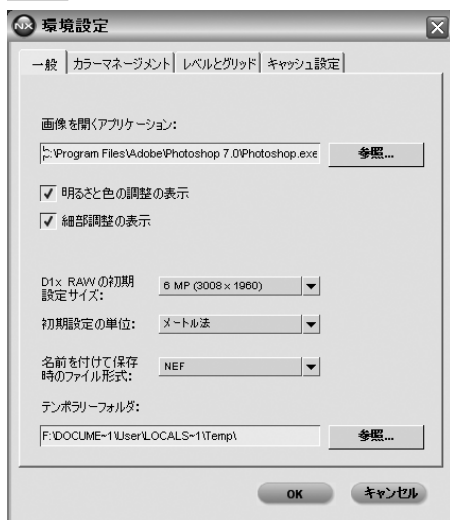 NX 環境設定
一般 カラーマネージメント レベルとグリッド キャッシュ設定
画像を開くアプリケーション:
C:\Program Files\Adobe\Photoshop 7.0\Photoshop.exe 参照...
明るさと色の調整の表示
細部調整の表示
D1x RAWの初期
設定サイズ: 6 MP (3008 x 1960)
初期設定の単位: メートル法
名前を付けて保存
時のファイル形式: NEF
テンポラリーフォルダ:
F:\DOCUME~1\User\LOCALS~1\Temp\ 参照...
OK キャンセル